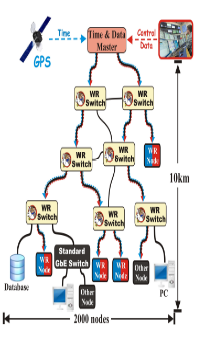 Time
Control
Data
GPS
Time & Data
Master
WR
Switch
WR
Switch
WR
Switch
WR
Switch
WR
Node
10km
WR
Switch
WR
Switch
WR
Switch
WR
Node
Standard
GbE Switch
WR
Node
WR
Node
Other
Node
Database
Other
Node
PC
2000 nodes